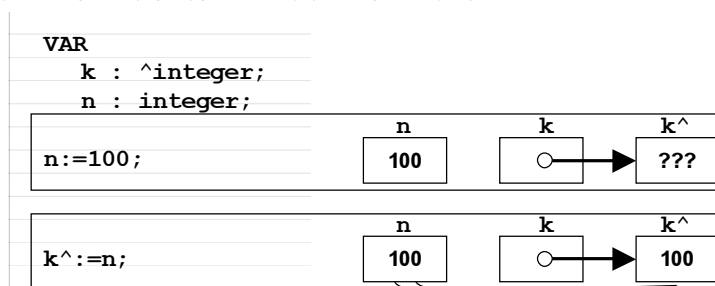 VAR
k : ^integer;
n : integer;
n k k^
n:=100; 100 ???
n k k^
k^:=n; 100 100